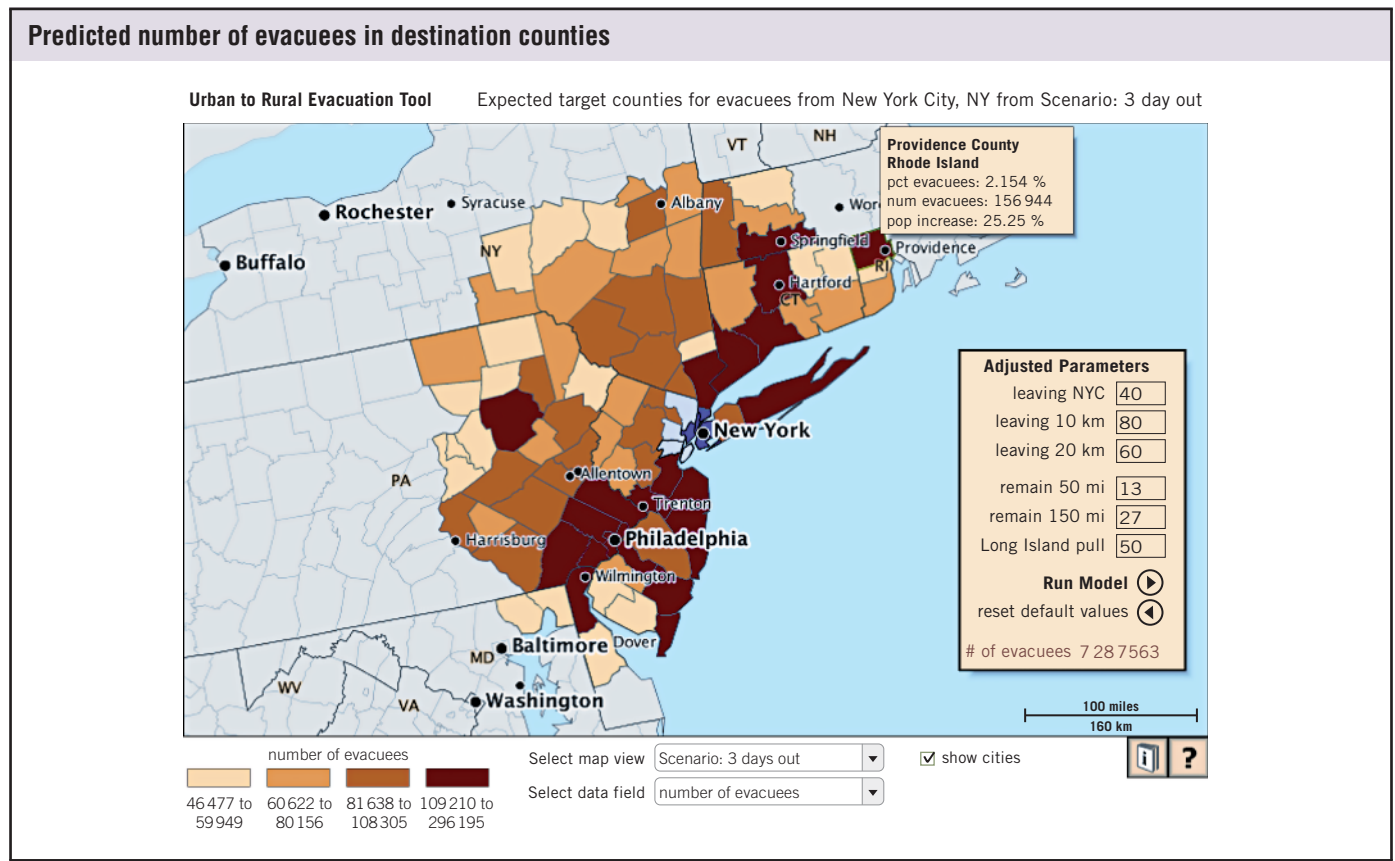 Predicted number of evacuees in destination counties
Urban to Rural Evacuation Tool
Expected target counties for evacuees from New York City, NY from Scenario: 3 day out
VT
NH
Providence County
Rhode Island
pct evacuees: 2.154 %
num evacuees: 156 944
pop increase: 25.25 %
Syracuse
Rochester
Albany
Wor
NY
Springfield
Providence
Buffalo
RI
Hartford
CT
Adjusted Parameters
leaving NYC 40
leaving 10 km 80
leaving 20 km 60
remain 50 mi 13
remain 150 mi 27
Long Island pull 50
Run Model
reset default values
# of evacuees 7 28 7563
New York
PA
Allentown
Trenton
Harrisburg
Philadelphia
Wilmington
Baltimore
Dover
MD
WV
VA
Washington
100 miles
160 km
number of evacuees
46 477 to
59 949
60 622 to
80 156
81 638 to
108 305
109 210 to
296 195
Select map view Scenario: 3 days out
show cities
Select data field number of evacuees
i
?